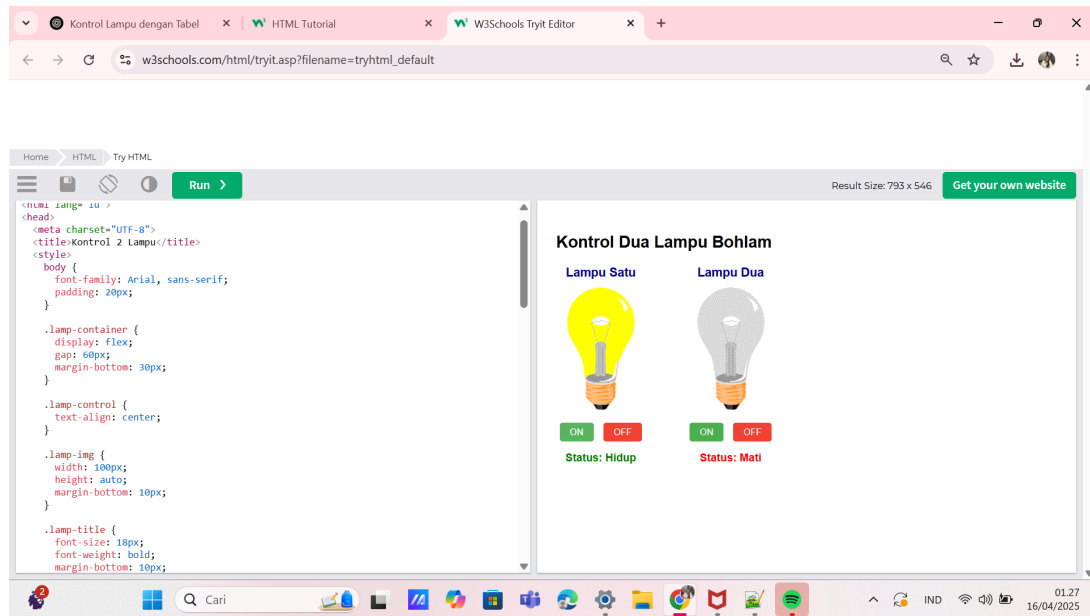 Kontrol Lampu dengan Tabel
HTML Tutorial
W3Schools Tryit Editor
w3schools.com/html/tryit.asp?filename=tryhtml_default
Home HTML Try HTML
Run ❯
Result Size: 793 x 546
Get your own website
<html lang="id">
<head>
<meta charset="UTF-8">
<title>Kontrol 2 Lampu</title>
<style>
body {
font-family: Arial, sans-serif;
padding: 20px;
}
.lamp-container {
display: flex;
gap: 60px;
margin-bottom: 30px;
}
.lamp-control {
text-align: center;
}
.lamp-img {
width: 100px;
height: auto;
margin-bottom: 10px;
}
.lamp-title {
font-size: 18px;
font-weight: bold;
margin-bottom: 10px;
Kontrol Dua Lampu Bohlam
Lampu Satu Lampu Dua
ON OFF ON OFF
Status: Hidup Status: Mati
2
Cari
IND
01.27
16/04/2025